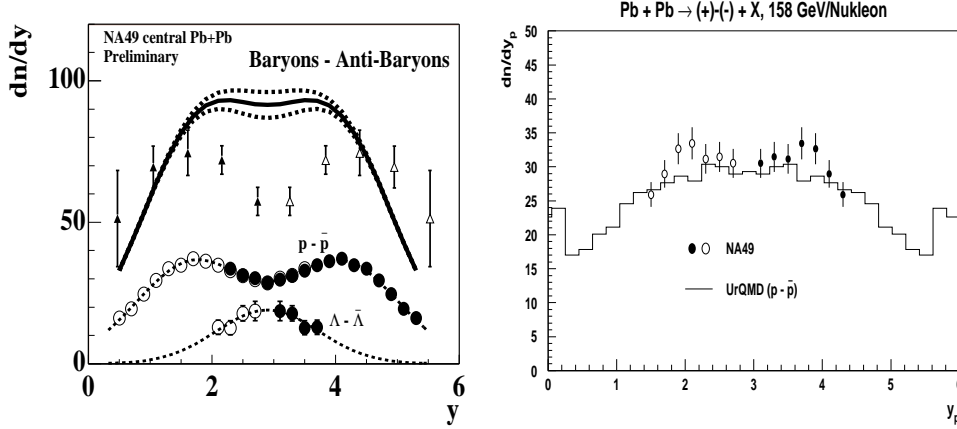 NA49 central Pb+Pb
Preliminary
Baryons - Anti-Baryons
dn/dy
100
50
0
p - p̄
Λ - Λ̄
0
2
4
6
y
Pb + Pb → (+)-(-) + X, 158 GeV/Nukleon
dn/dy_p
50
45
40
35
30
25
20
15
10
5
0
NA49
UrQMD (p - p̄)
0
1
2
3
4
5
6
y_p